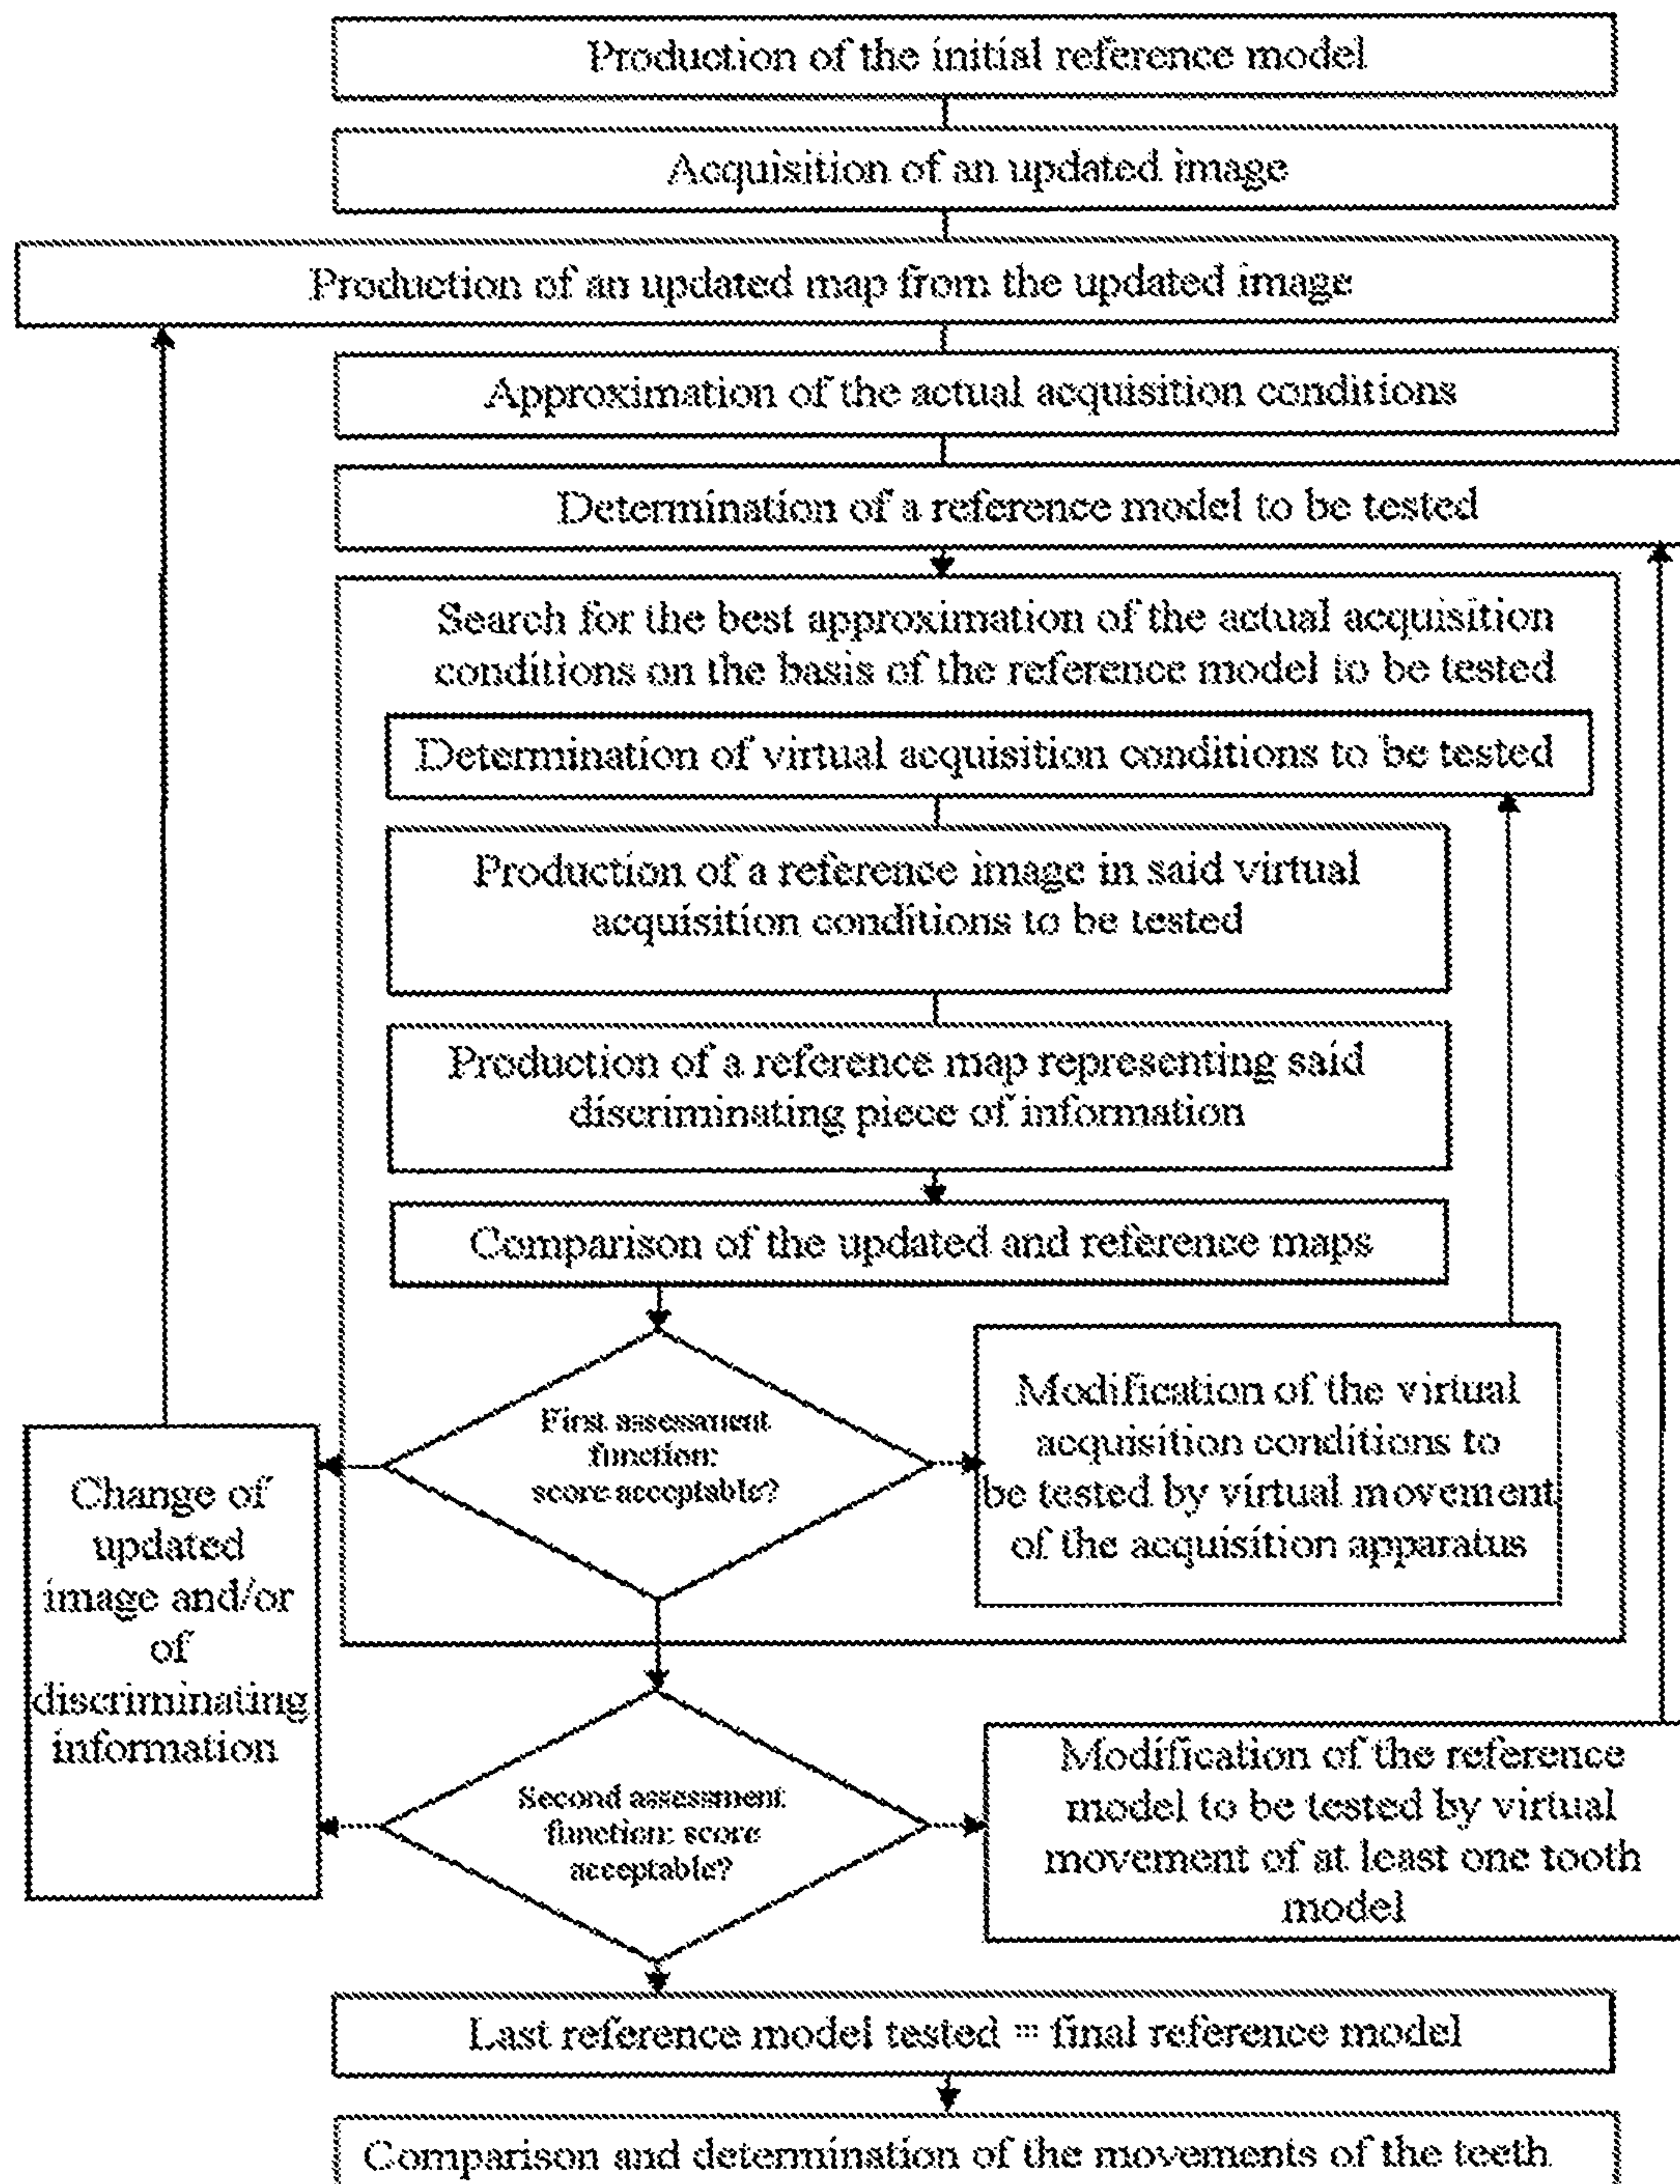 Production of the initial reference model
Acquisition of an updated image
Production of an updated map from the updated image
Approximation of the actual acquisition conditions
Determination of a reference model to be tested
Search for the best approximation of the actual acquisition
conditions on the basis of the reference model to be tested
Determination of virtual acquisition conditions to be tested
Production of a reference image in said virtual
acquisition conditions to be tested
Production of a reference map representing said
discriminating piece of information
Comparison of the updated and reference maps
First assessment
function:
score acceptable?
Modification of the virtual
acquisition conditions to
be tested by virtual movement
of the acquisition apparatus
Change of
updated
image and/or
of
discriminating
information
Second assessment
function: score
acceptable?
Modification of the reference
model to be tested by virtual
movement of at least one tooth
model
Last reference model tested = final reference model
Comparison and determination of the movements of the teeth